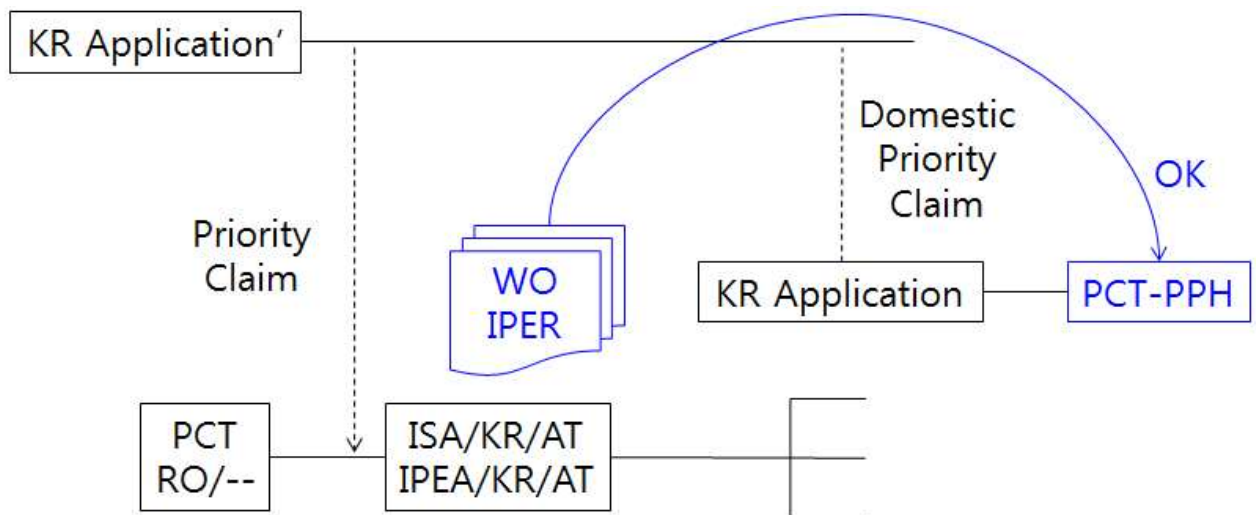 KR Application′
Domestic
Priority
Claim
OK
Priority
Claim
WO
IPER
KR Application
PCT-PPH
PCT
RO/--
ISA/KR/AT
IPEA/KR/AT